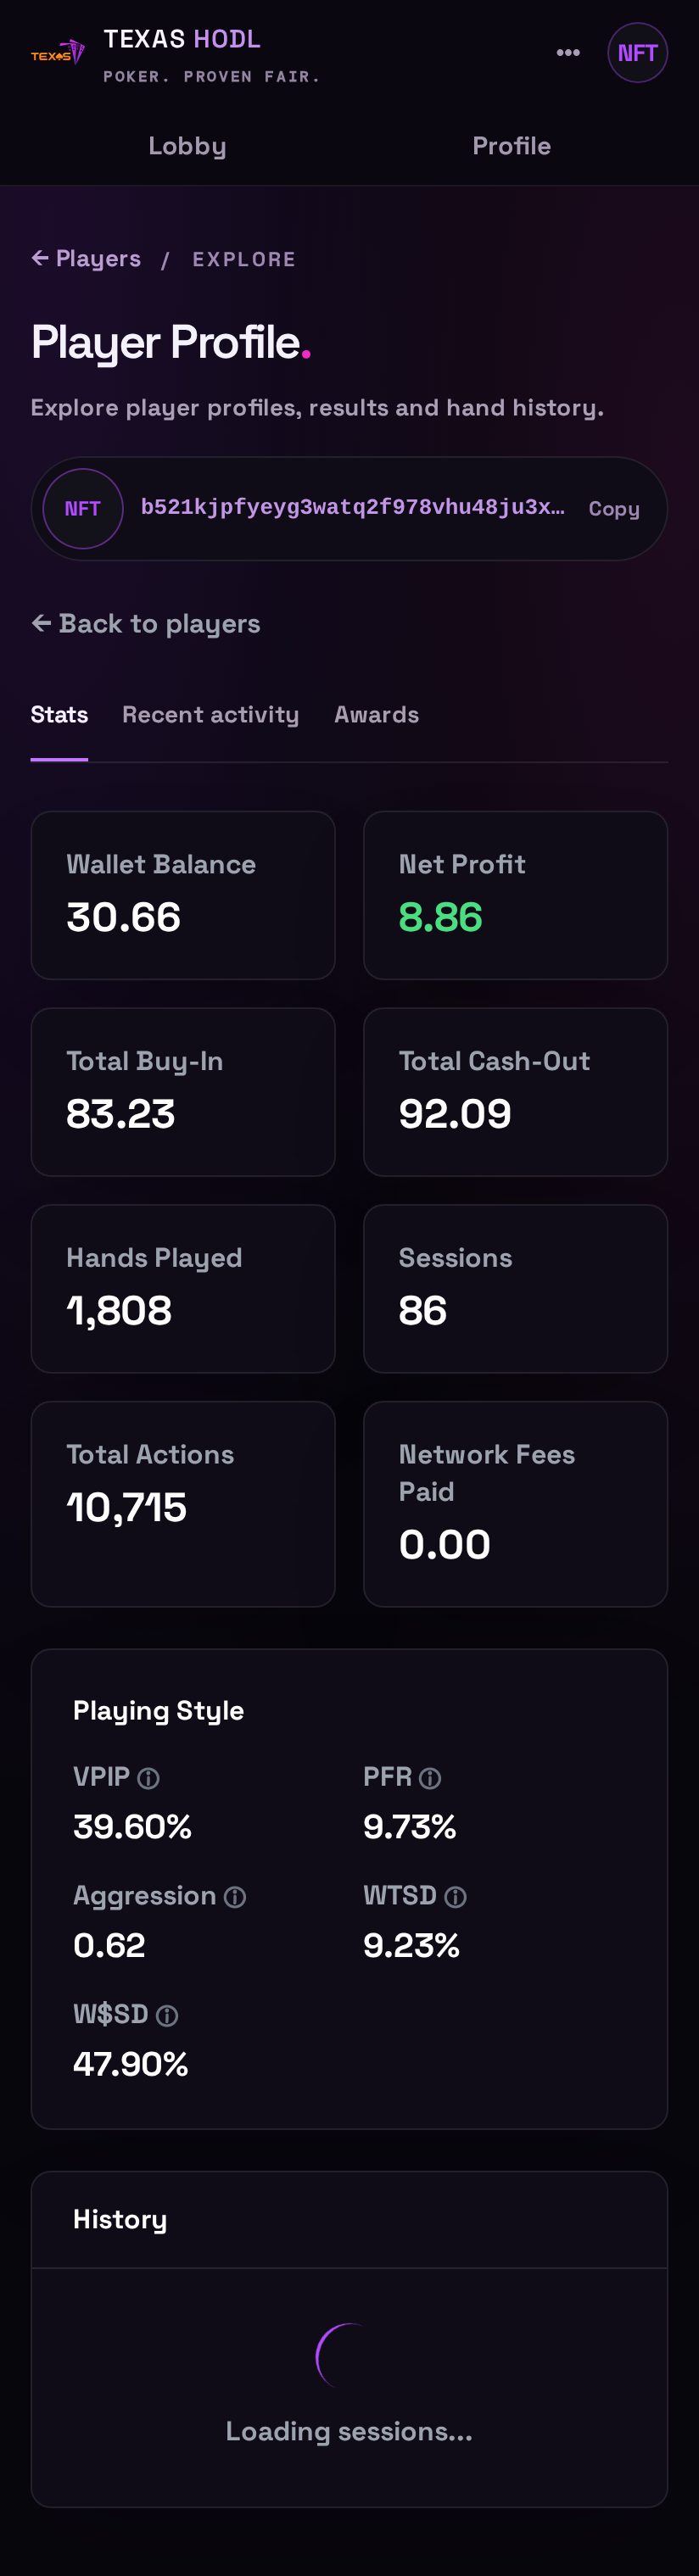 TEXAS
TEXAS HODL
POKER. PROVEN FAIR.
•••
NFT
Lobby
Profile
← Players / EXPLORE
Player Profile.
Explore player profiles, results and hand history.
NFT
b521kjpfyeyg3watq2f978vhu48ju3x…
Copy
← Back to players
Stats
Recent activity
Awards
Wallet Balance
30.66
Net Profit
8.86
Total Buy-In
83.23
Total Cash-Out
92.09
Hands Played
1,808
Sessions
86
Total Actions
10,715
Network Fees
Paid
0.00
Playing Style
VPIP ⓘ
39.60%
PFR ⓘ
9.73%
Aggression ⓘ
0.62
WTSD ⓘ
9.23%
W$SD ⓘ
47.90%
History
Loading sessions...